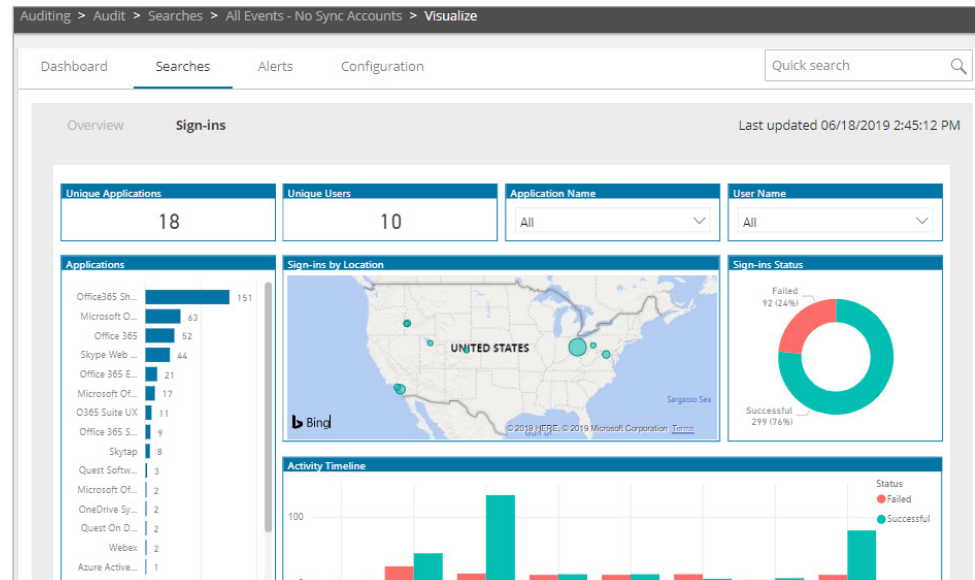 Auditing > Audit > Searches > All Events - No Sync Accounts > Visualize
Dashboard Searches Alerts Configuration Quick search
Overview Sign-ins Last updated 06/18/2019 2:45:12 PM
Unique Applications
18
Unique Users
10
Application Name
All
User Name
All
Applications
Office365 Sh... 151
Microsoft O... 63
Office 365 52
Skype Web ... 44
Office 365 E... 21
Microsoft Of... 17
O365 Suite UX 11
Office 365 S... 9
Skytap 8
Quest Softw... 3
Microsoft Of... 2
OneDrive Sy... 2
Quest On D... 2
Webex 2
Azure Active... 1
Sign-ins by Location
UNITED STATES
Sargasso Sea
Bing
© 2019 HERE, © 2019 Microsoft Corporation Terms
Gulf of
Sign-ins Status
Failed
92 (24%)
Successful
299 (76%)
Activity Timeline
100
Status
Failed
Successful